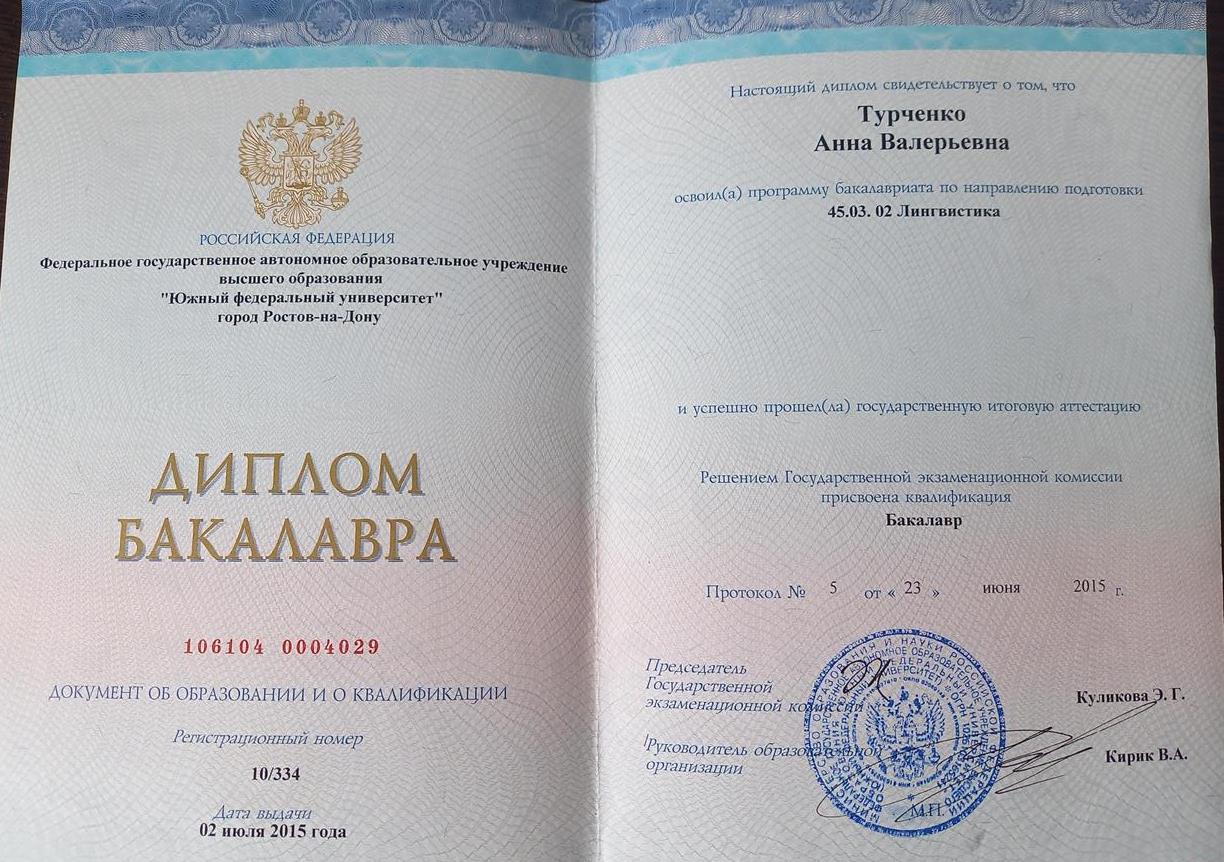 РОССИЙСКАЯ ФЕДЕРАЦИЯ
Федеральное государственное автономное образовательное учреждение
высшего образования
"Южный федеральный университет"
город Ростов-на-Дону
ДИПЛОМ
БАКАЛАВРА
106104 0004029
ДОКУМЕНТ ОБ ОБРАЗОВАНИИ И О КВАЛИФИКАЦИИ
Регистрационный номер
10/334
Дата выдачи
02 июля 2015 года
Настоящий диплом свидетельствует о том, что
Турченко
Анна Валерьевна
освоил(а) программу бакалавриата по направлению подготовки
45.03. 02 Лингвистика
и успешно прошел(ла) государственную итоговую аттестацию
Решением Государственной экзаменационной комиссии
присвоена квалификация
Бакалавр
Протокол № 5 от « 23 » июня 2015 г.
Председатель
Государственной
экзаменационной комиссии
Куликова Э. Г.
Руководитель образовательной
организации
Кирик В.А.
М.П.